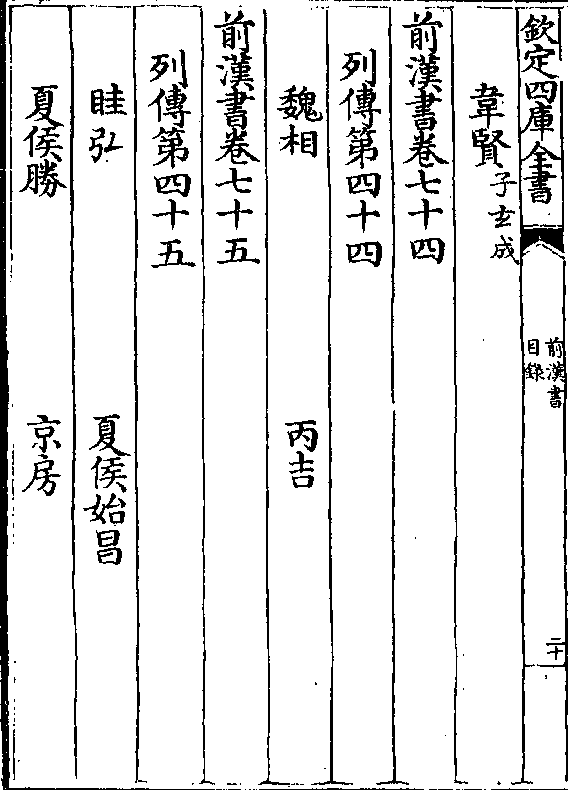 欽定四庫全書
前漢書
目錄
二十
韋賢 子玄成
前漢書卷七十四
列傳第四十四
魏相 丙吉
前漢書卷七十五
列傳第四十五
眭弘 夏侯始昌
夏侯勝 京房